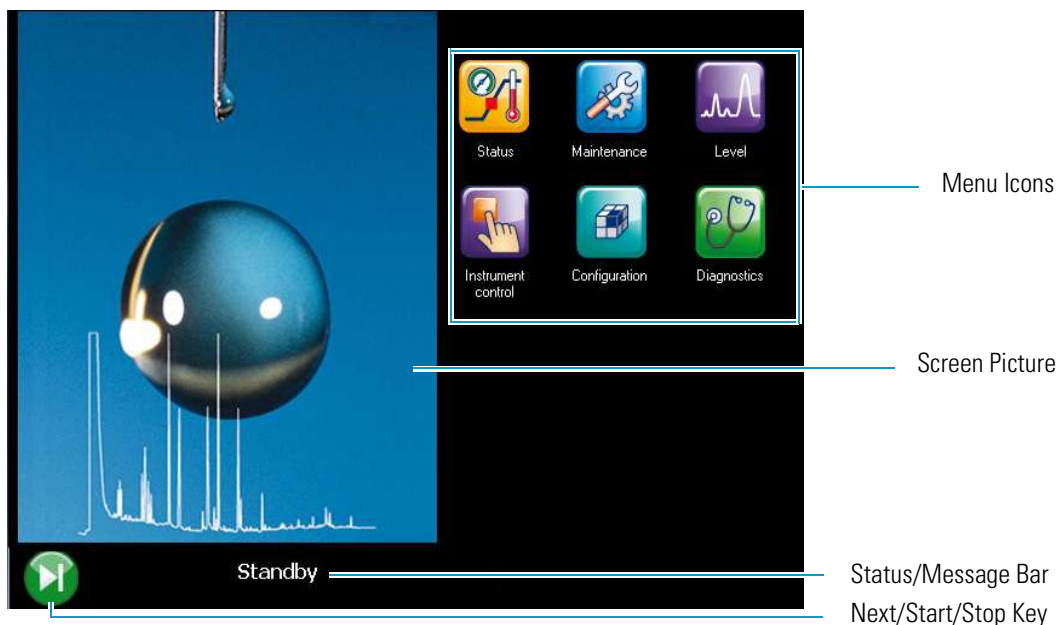 Status
Maintenance
Level
Menu Icons
Instrument
control
Configuration
Diagnostics
Screen Picture
Standby
Status/Message Bar
Next/Start/Stop Key